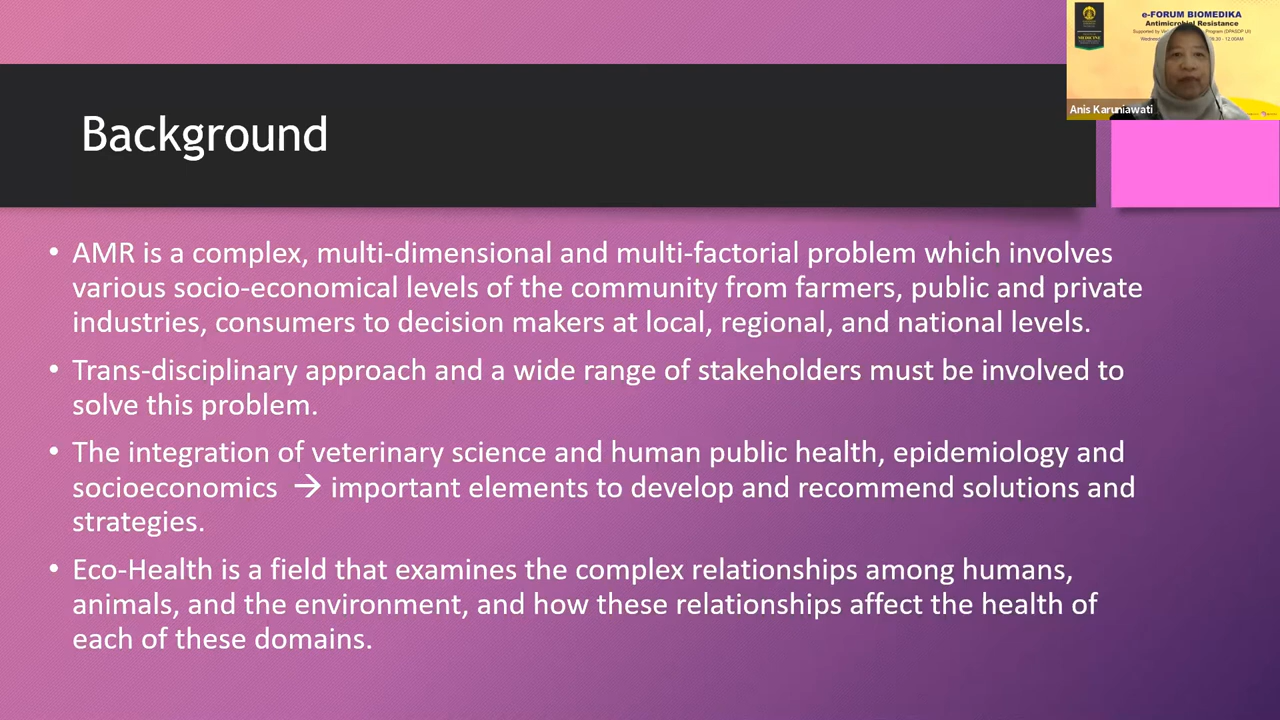 e-FORUM BIOMEDIKA
Antimicrobial Resistance
Supported by Program (DPASDP UI)
Anis Karuniawati
Background
• AMR is a complex, multi-dimensional and multi-factorial problem which involves
various socio-economical levels of the community from farmers, public and private
industries, consumers to decision makers at local, regional, and national levels.
• Trans-disciplinary approach and a wide range of stakeholders must be involved to
solve this problem.
• The integration of veterinary science and human public health, epidemiology and
socioeconomics → important elements to develop and recommend solutions and
strategies.
• Eco-Health is a field that examines the complex relationships among humans,
animals, and the environment, and how these relationships affect the health of
each of these domains.